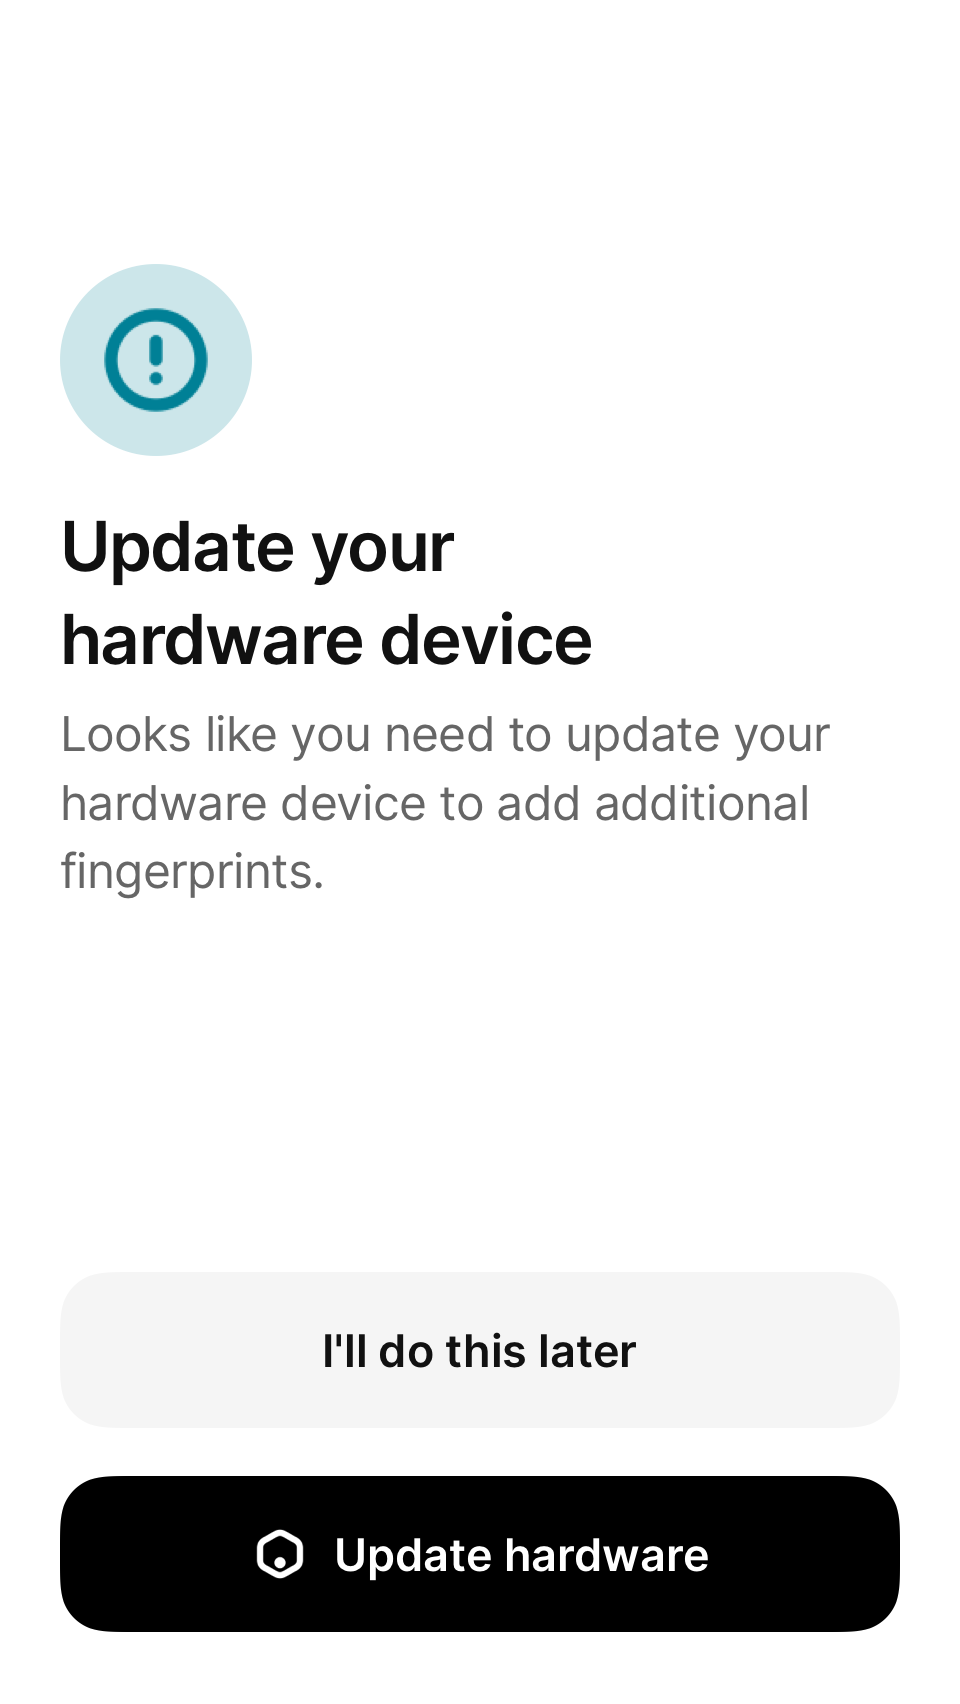 Update your
hardware device
Looks like you need to update your
hardware device to add additional
fingerprints.
I'll do this later
Update hardware